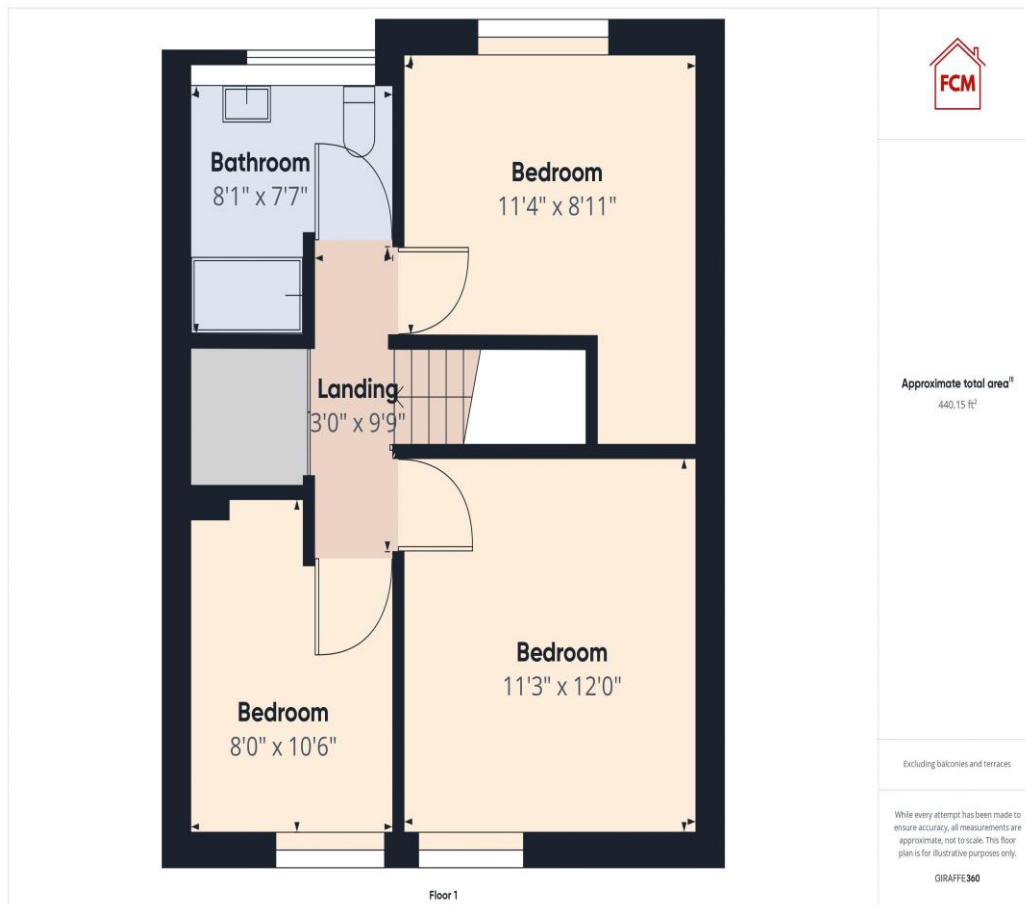 FCM
Bathroom
8'1" x 7'7"
Bedroom
11'4" x 8'11"
Landing
3'0" x 9'9"
Bedroom
11'3" x 12'0"
Bedroom
8'0" x 10'6"
Floor 1
Approximate total area⁽¹⁾
440.15 ft²
Excluding balconies and terraces
While every attempt has been made to
ensure accuracy, all measurements are
approximate, not to scale. This floor
plan is for illustrative purposes only.
GIRAFFE360